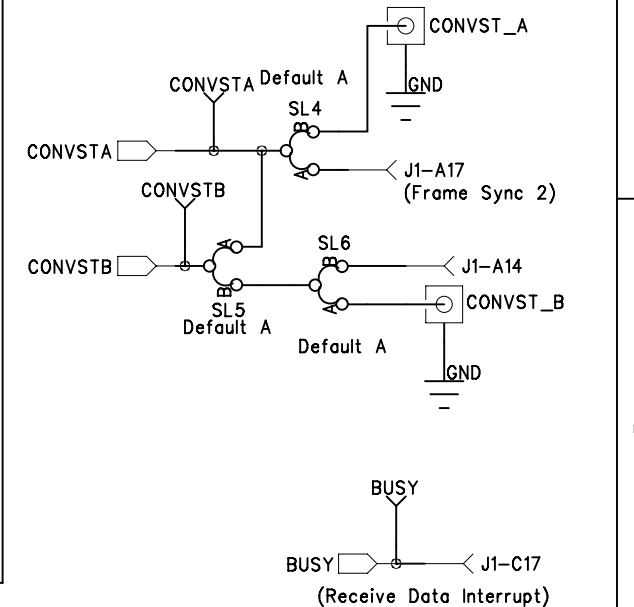 CONVST_A
CONVSTA
Default A
GND
SL4
B
CONVSTA
A
J1-A17
(Frame Sync 2)
CONVSTB
A
SL6
B
CONVSTB
J1-A14
B
SL5
A
CONVST_B
Default A
Default A
GND
BUSY
BUSY
J1-C17
(Receive Data Interrupt)